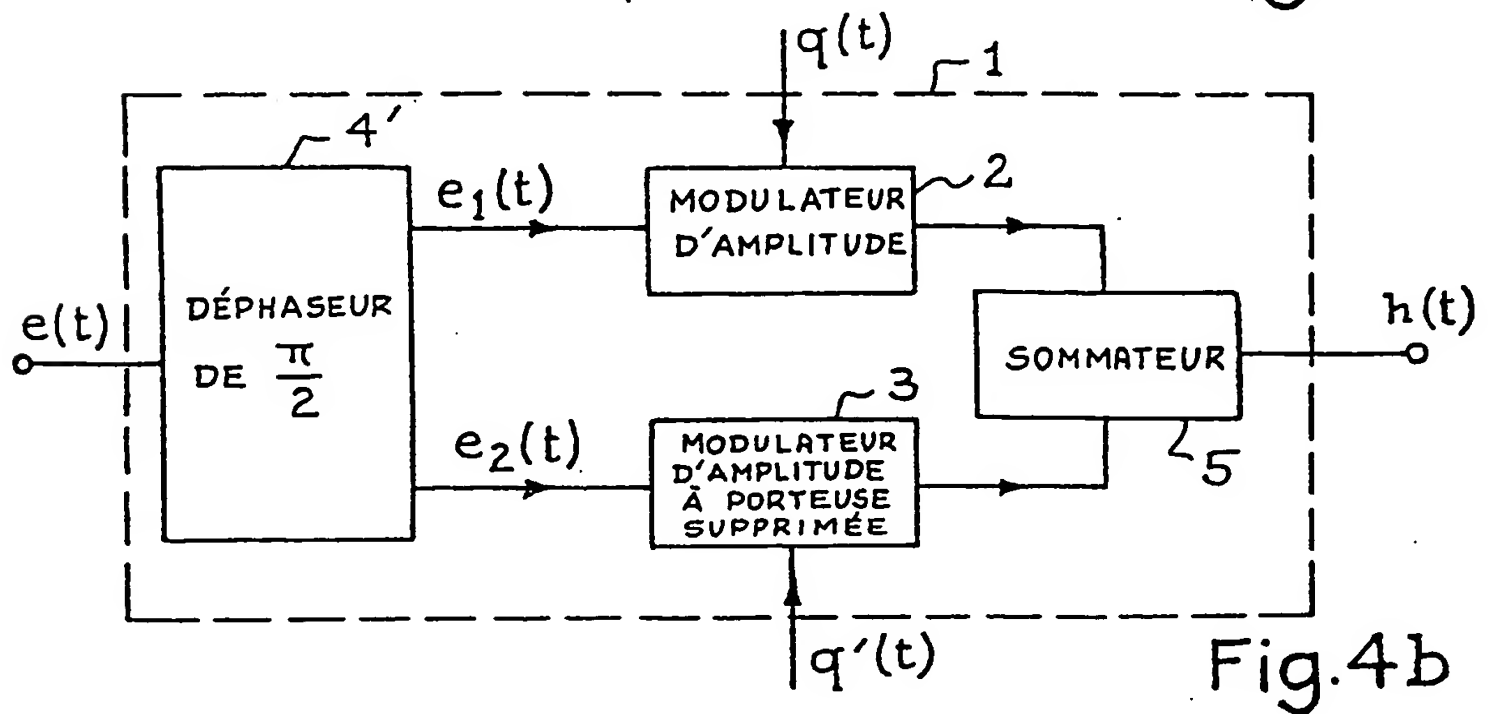 q(t)
1
4'
e1(t)
MODULATEUR
D'AMPLITUDE
2
e(t)
DÉPHASEUR
DE π/2
h(t)
SOMMATEUR
5
e2(t)
3
MODULATEUR
D'AMPLITUDE
À PORTEUSE
SUPPRIMÉE
q'(t)
Fig.4b